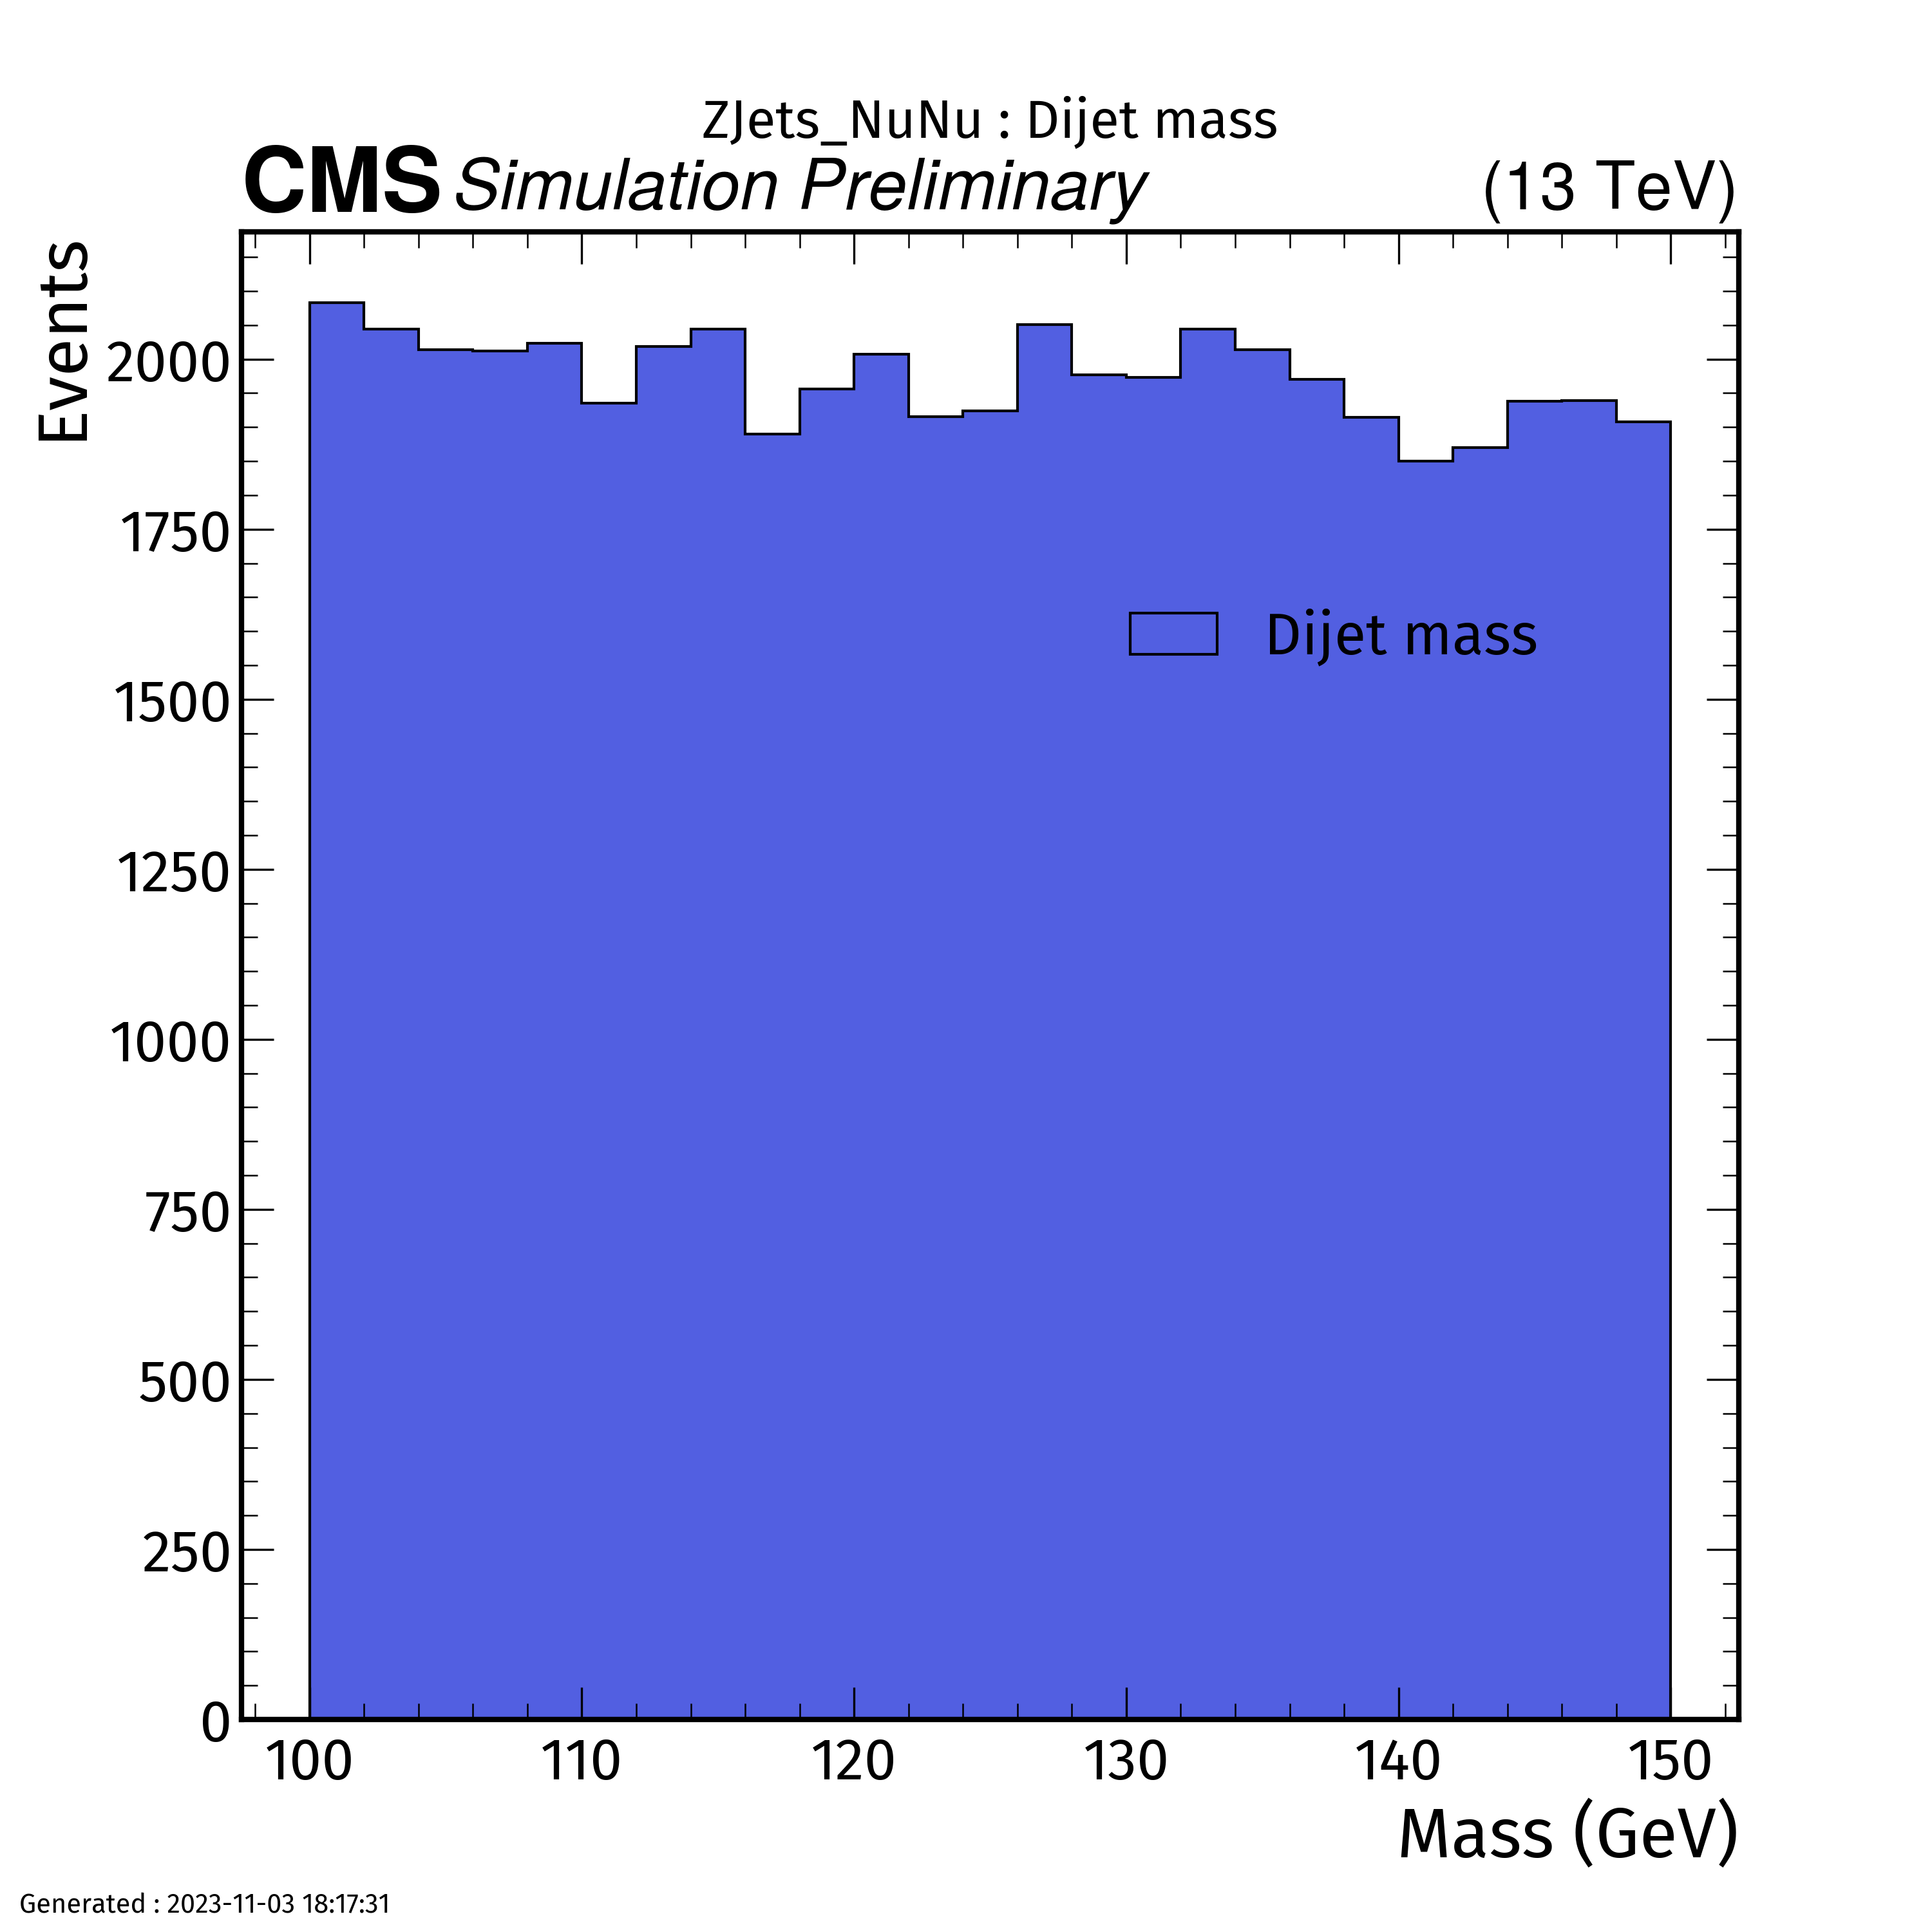 ZJets_NuNu : Dijet mass
CMS Simulation Preliminary (13 TeV)
Events
2000
1750
1500
1250
1000
750
500
250
0
Dijet mass
100 110 120 130 140 150
Mass (GeV)
Generated : 2023-11-03 18:17:31